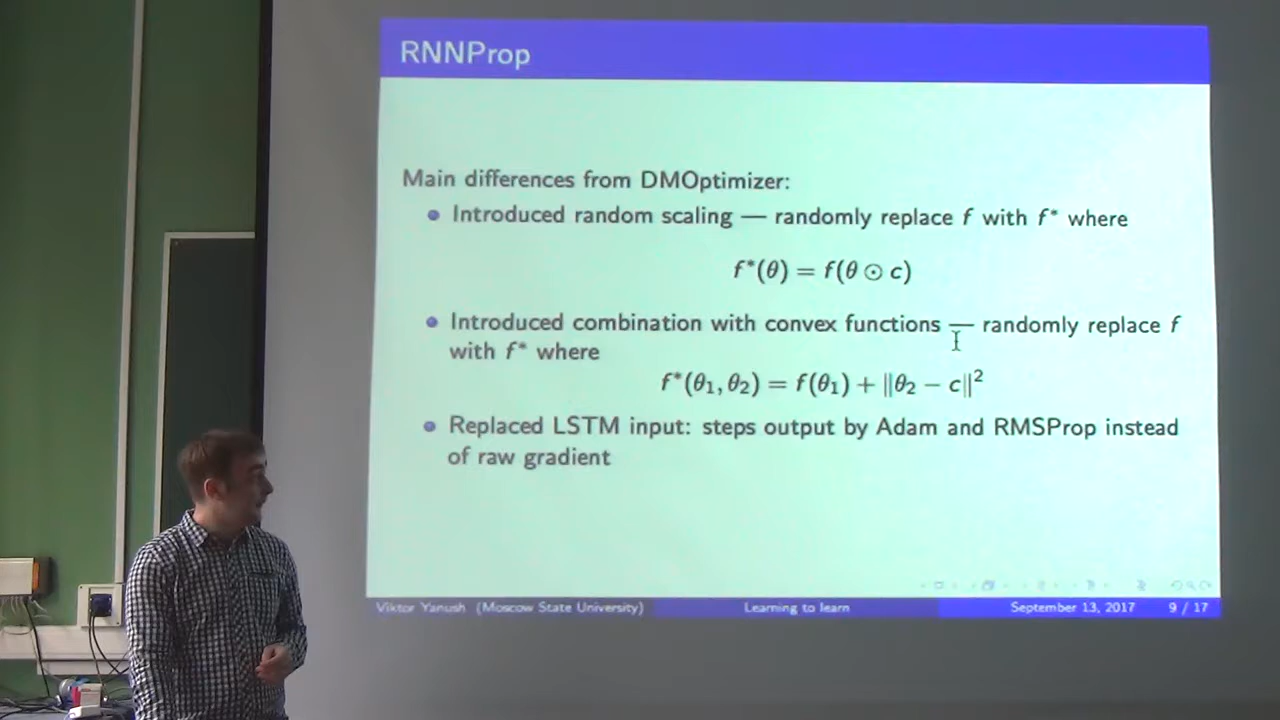 RNNProp
Main differences from DMOptimizer:
Introduced random scaling — randomly replace f with f* where
f*(θ) = f(θ ⊙ c)
Introduced combination with convex functions — randomly replace f
with f* where
f*(θ₁, θ₂) = f(θ₁) + ‖θ₂ − c‖²
Replaced LSTM input: steps output by Adam and RMSProp instead
of raw gradient
Viktor Yanush (Moscow State University) Learning to learn September 13, 2017 9 / 17